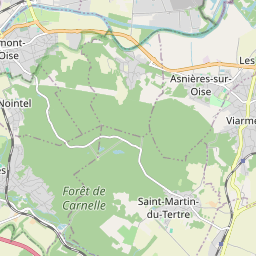 mont-
Oise
Les
Asnières-sur-
Oise
Nointel
Viarme
Forêt de
Carnelle
Saint-Martin-
du-Tertre